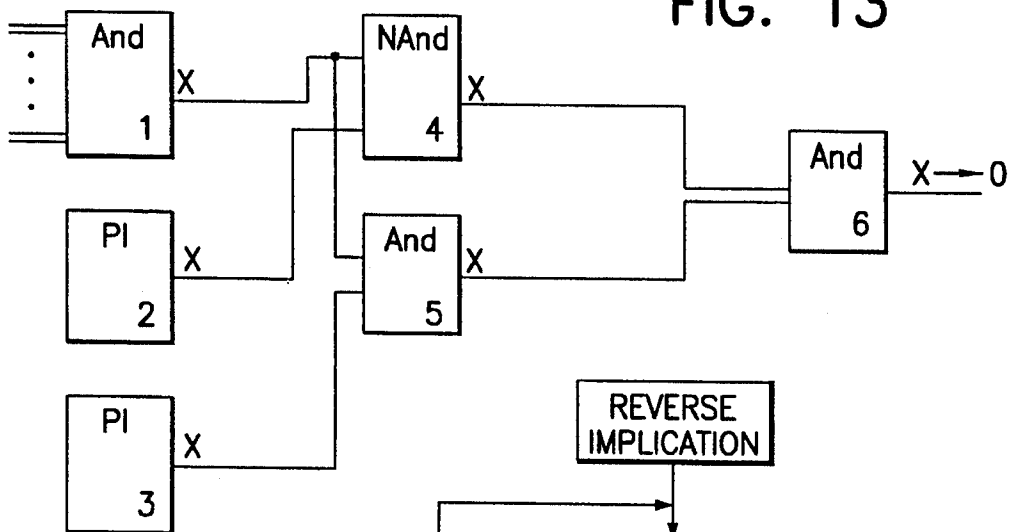 FIG. 13
And
1
X
NAnd
4
X
And
6
X → 0
PI
2
X
And
5
X
PI
3
X
REVERSE
IMPLICATION